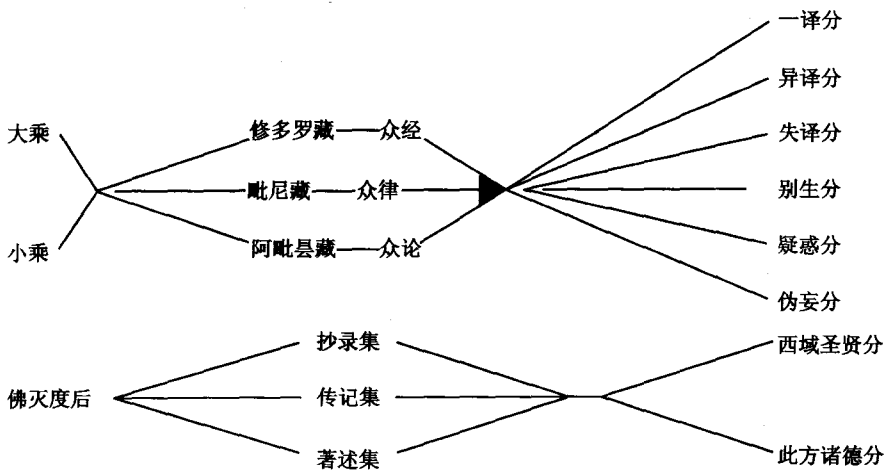 一译分
异译分
大乘
修多罗藏——众经
失译分
毗尼藏——众律
别生分
小乘
阿毗昙藏——众论
疑惑分
伪妄分
抄录集
西域圣贤分
佛灭度后
传记集
著述集
此方诸德分